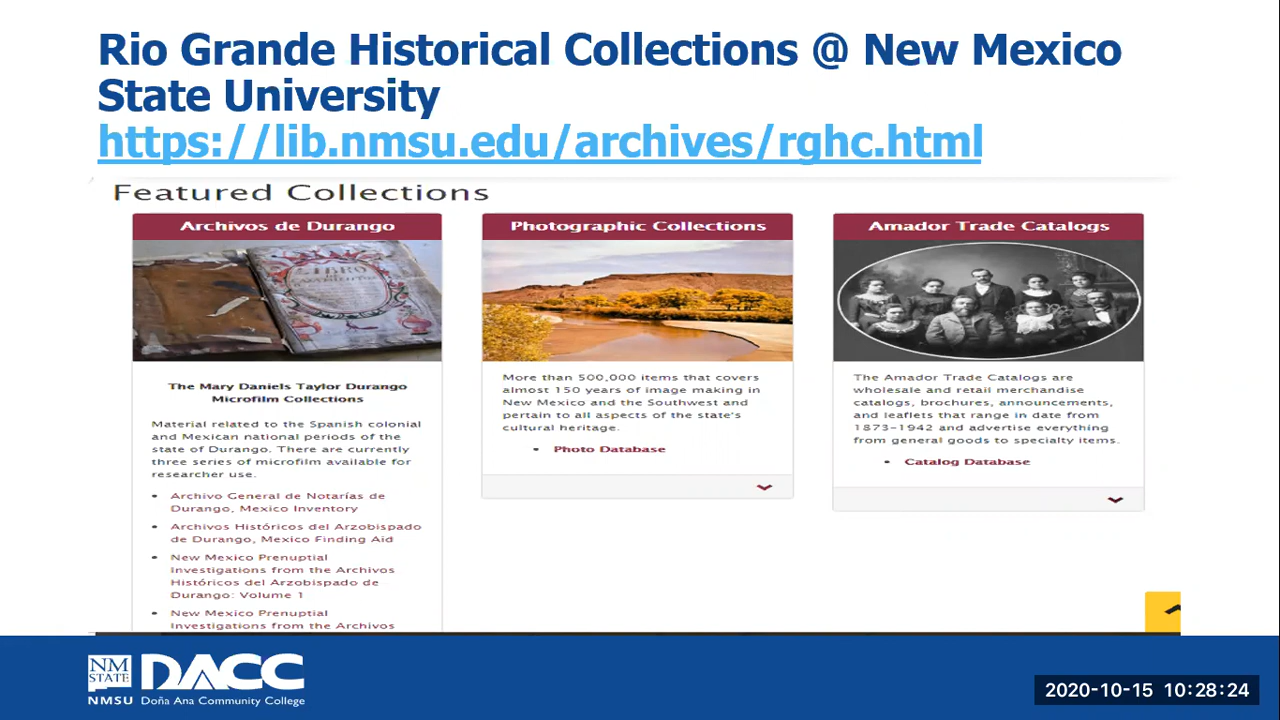 Rio Grande Historical Collections @ New Mexico
State University
https://lib.nmsu.edu/archives/rghc.html
Featured Collections
Archivos de Durango
LIBRO
The Mary Daniels Taylor Durango
Microfilm Collections
Material related to the Spanish colonial
and Mexican national periods of the
state of Durango. There are currently
three series of microfilm available for
researcher use.
• Archivo General de Notarías de
Durango, Mexico Inventory
• Archivos Históricos del Arzobispado
de Durango, Mexico Finding Aid
• New Mexico Prenuptial
Investigations from the Archivos
Históricos del Arzobispado de
Durango: Volume 1
• New Mexico Prenuptial
Investigations from the Archivos
Photographic Collections
More than 500,000 items that covers
almost 150 years of image making in
New Mexico and the Southwest and
pertain to all aspects of the state's
cultural heritage.
• Photo Database
Amador Trade Catalogs
The Amador Trade Catalogs are
wholesale and retail merchandise
catalogs, brochures, announcements,
and leaflets that range in date from
1873-1942 and advertise everything
from general goods to specialty items.
• Catalog Database
NM
STATE
NMSU
DACC
Doña Ana Community College
2020-10-15 10:28:24